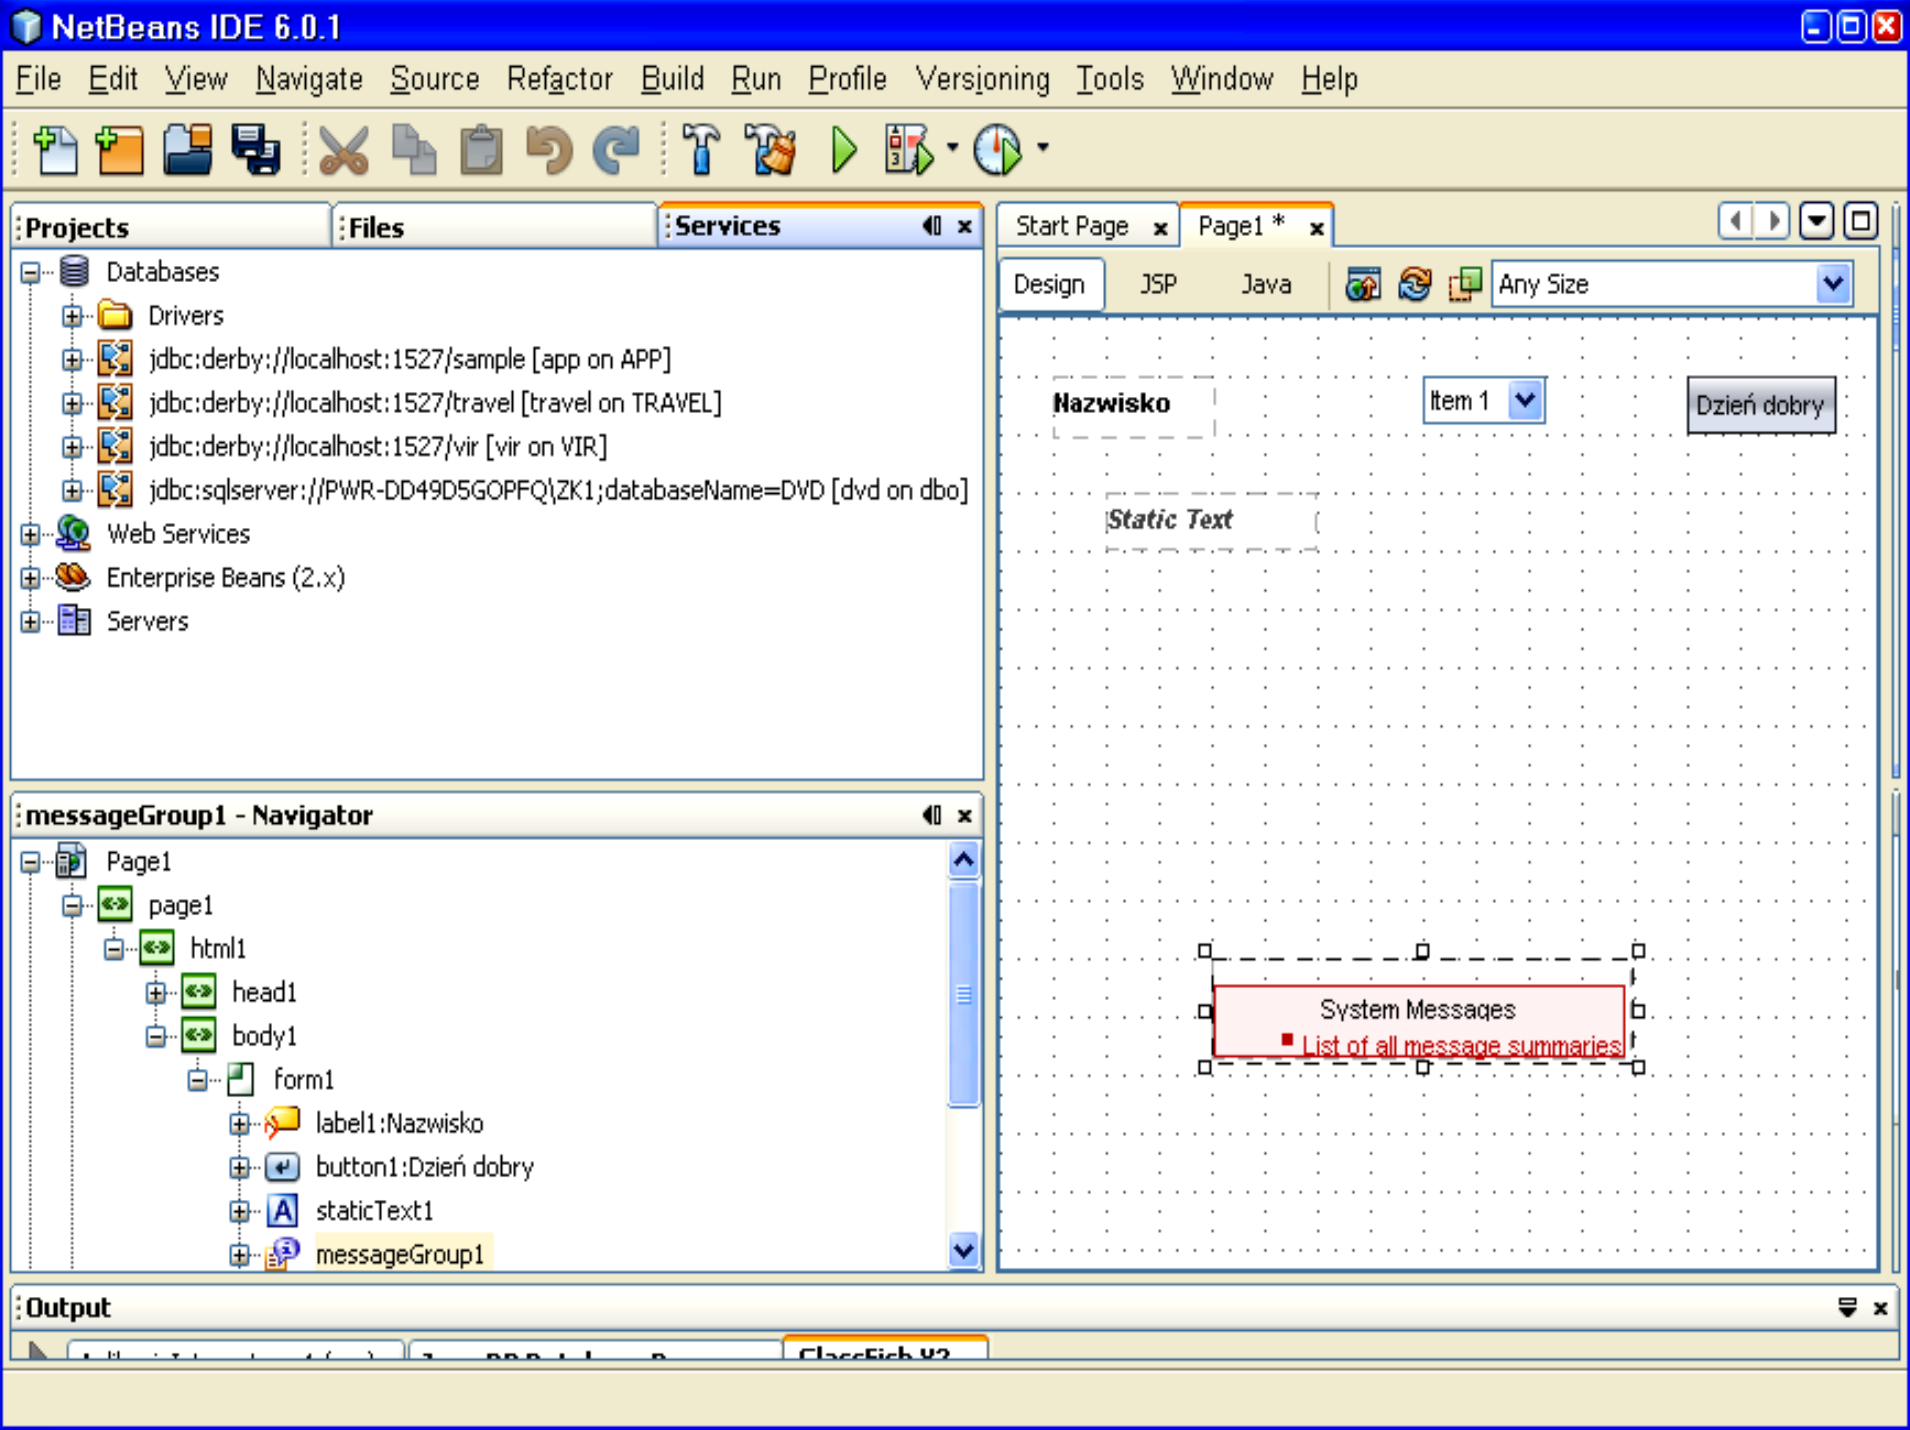 NetBeans IDE 6.0.1
File Edit View Navigate Source Refactor Build Run Profile Versioning Tools Window Help
Projects Files Services
Databases
Drivers
jdbc:derby://localhost:1527/sample [app on APP]
jdbc:derby://localhost:1527/travel [travel on TRAVEL]
jdbc:derby://localhost:1527/vir [vir on VIR]
jdbc:sqlserver://PWR-DD49D5GOPFQ\ZK1;databaseName=DVD [dvd on dbo]
Web Services
Enterprise Beans (2.x)
Servers
messageGroup1 - Navigator
Page1
page1
html1
head1
body1
form1
label1:Nazwisko
button1:Dzień dobry
staticText1
messageGroup1
Start Page Page1 *
Design JSP Java Any Size
Nazwisko Item 1 Dzień dobry
Static Text
System Messages
List of all message summaries
Output
GlassFish V2